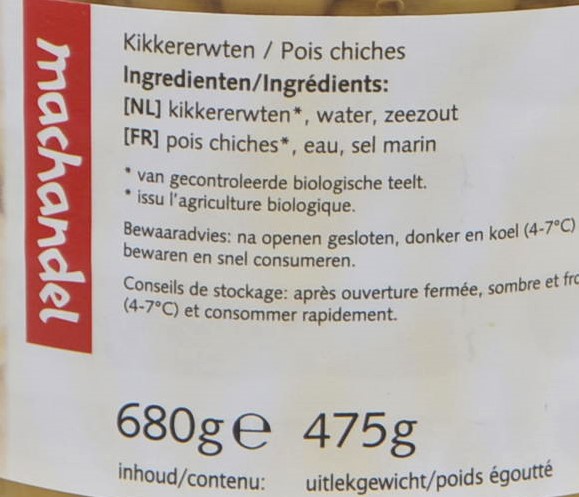 machandel
Kikkererwten / Pois chiches
Ingredienten/Ingrédients:
[NL] kikkererwten*, water, zeezout
[FR] pois chiches*, eau, sel marin
* van gecontroleerde biologische teelt.
* issu l'agriculture biologique.
Bewaaradvies: na openen gesloten, donker en koel (4-7°C)
bewaren en snel consumeren.
Conseils de stockage: après ouverture fermée, sombre et
(4-7°C) et consommer rapidement.
680g℮ 475g
inhoud/contenu: uitlekgewicht/poids égoutté